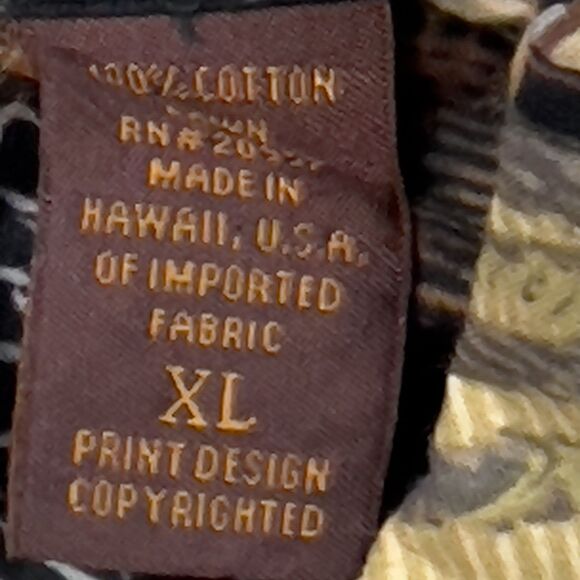 100% COTTON
RN#
MADE IN
HAWAII, U.S.A.
OF IMPORTED
FABRIC
XL
PRINT DESIGN
COPYRIGHTED